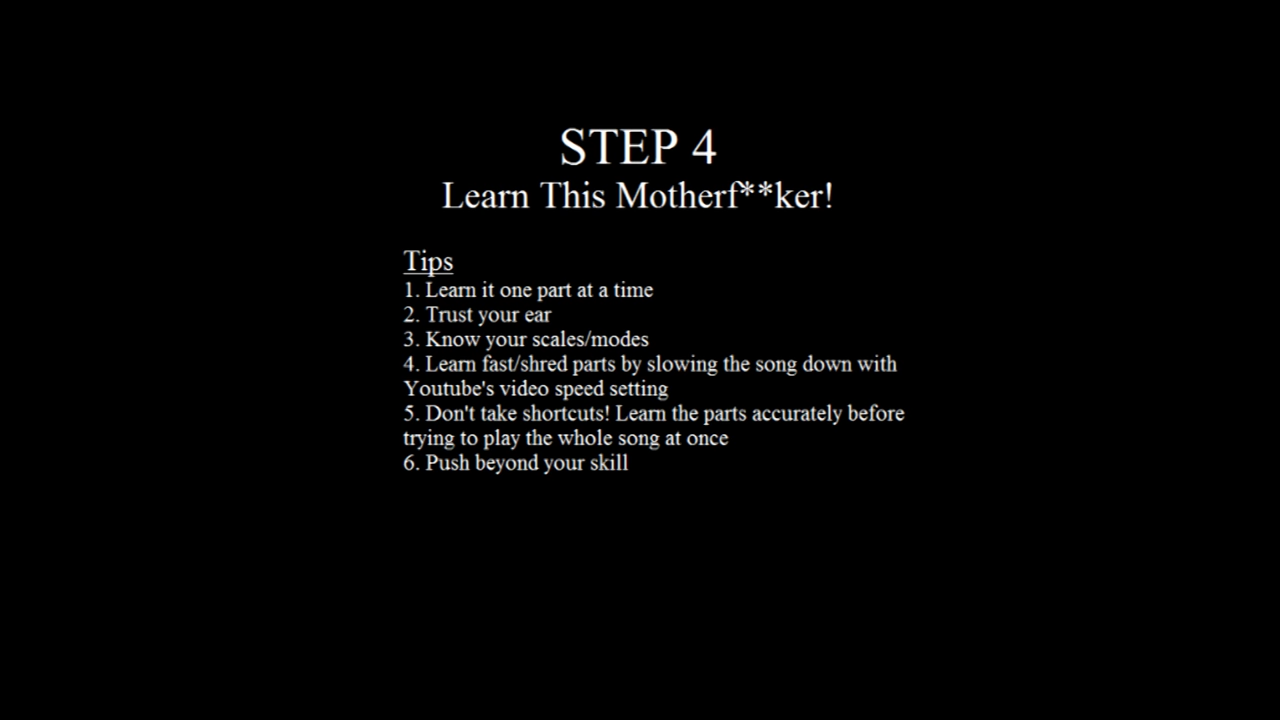 STEP 4
Learn This Motherf**ker!
Tips
1. Learn it one part at a time
2. Trust your ear
3. Know your scales/modes
4. Learn fast/shred parts by slowing the song down with
Youtube's video speed setting
5. Don't take shortcuts! Learn the parts accurately before
trying to play the whole song at once
6. Push beyond your skill